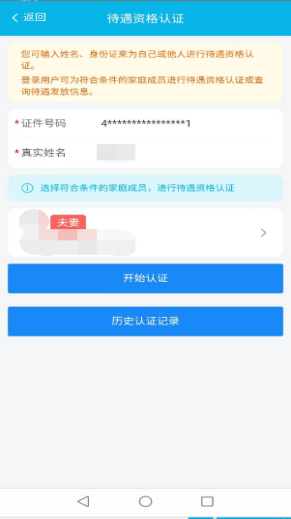 返回
待遇资格认证
您可输入姓名、身份证来为自己或他人进行待遇资格认
证。
登录用户可为符合条件的家庭成员进行待遇资格认证或查
询待遇发放信息。
*证件号码 4****************1
*真实姓名
选择符合条件的家庭成员，进行待遇资格认证
夫妻
开始认证
历史认证记录